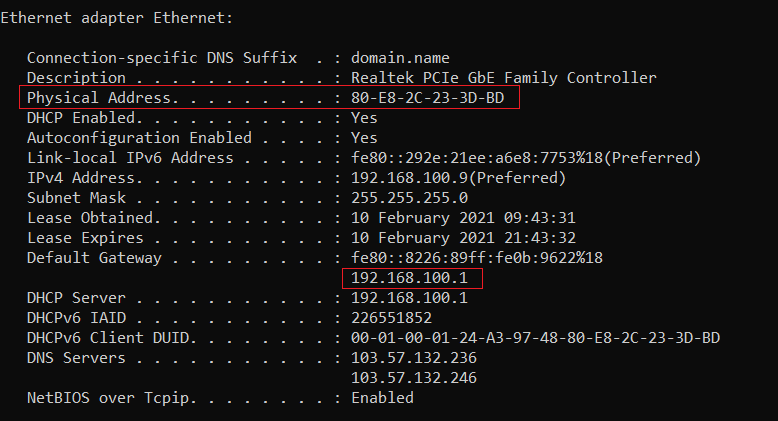 Ethernet adapter Ethernet:
Connection-specific DNS Suffix  . : domain.name
Description . . . . . . . . . . . : Realtek PCIe GbE Family Controller
Physical Address. . . . . . . . . : 80-E8-2C-23-3D-BD
DHCP Enabled. . . . . . . . . . . : Yes
Autoconfiguration Enabled . . . . : Yes
Link-local IPv6 Address . . . . . : fe80::292e:21ee:a6e8:7753%18(Preferred)
IPv4 Address. . . . . . . . . . . : 192.168.100.9(Preferred)
Subnet Mask . . . . . . . . . . . : 255.255.255.0
Lease Obtained. . . . . . . . . . : 10 February 2021 09:43:31
Lease Expires . . . . . . . . . . : 10 February 2021 21:43:32
Default Gateway . . . . . . . . . : fe80::8226:89ff:fe0b:9622%18
192.168.100.1
DHCP Server . . . . . . . . . . . : 192.168.100.1
DHCPv6 IAID . . . . . . . . . . . : 226551852
DHCPv6 Client DUID. . . . . . . . : 00-01-00-01-24-A3-97-48-80-E8-2C-23-3D-BD
DNS Servers . . . . . . . . . . . : 103.57.132.236
103.57.132.246
NetBIOS over Tcpip. . . . . . . . : Enabled